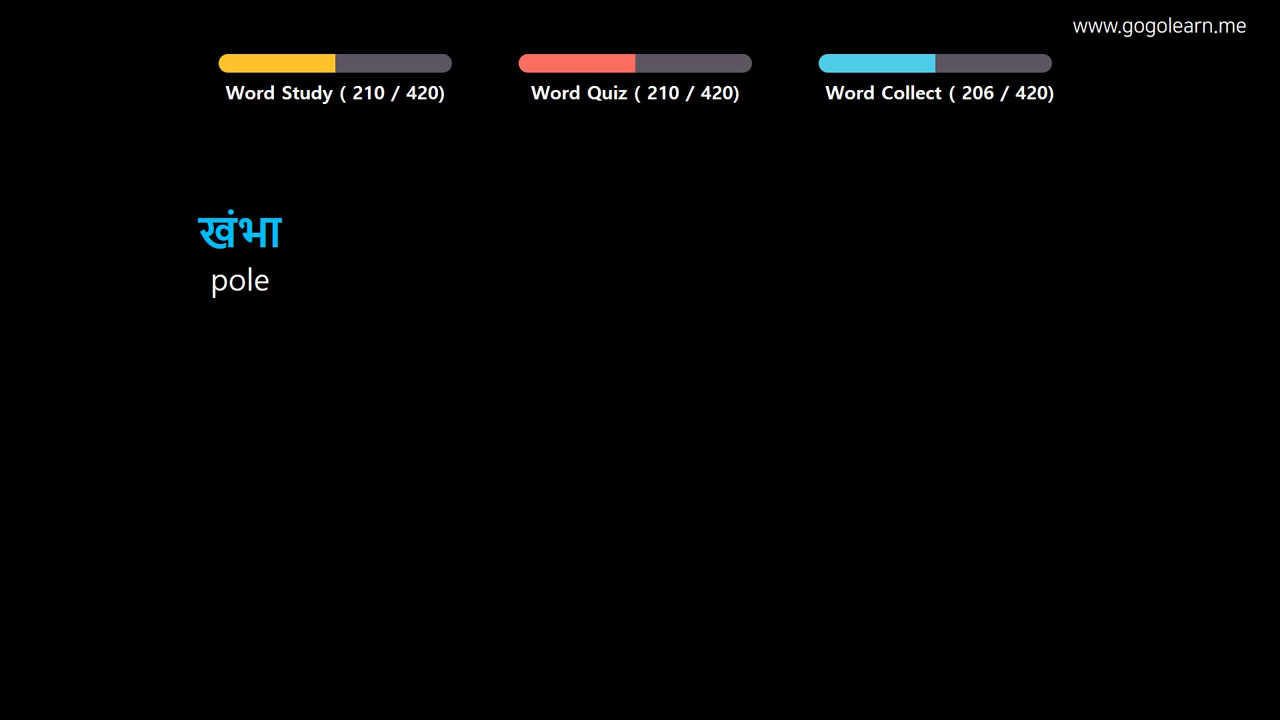 www.gogolearn.me
Word Study ( 210 / 420)
Word Quiz ( 210 / 420)
Word Collect ( 206 / 420)
खंभा
pole